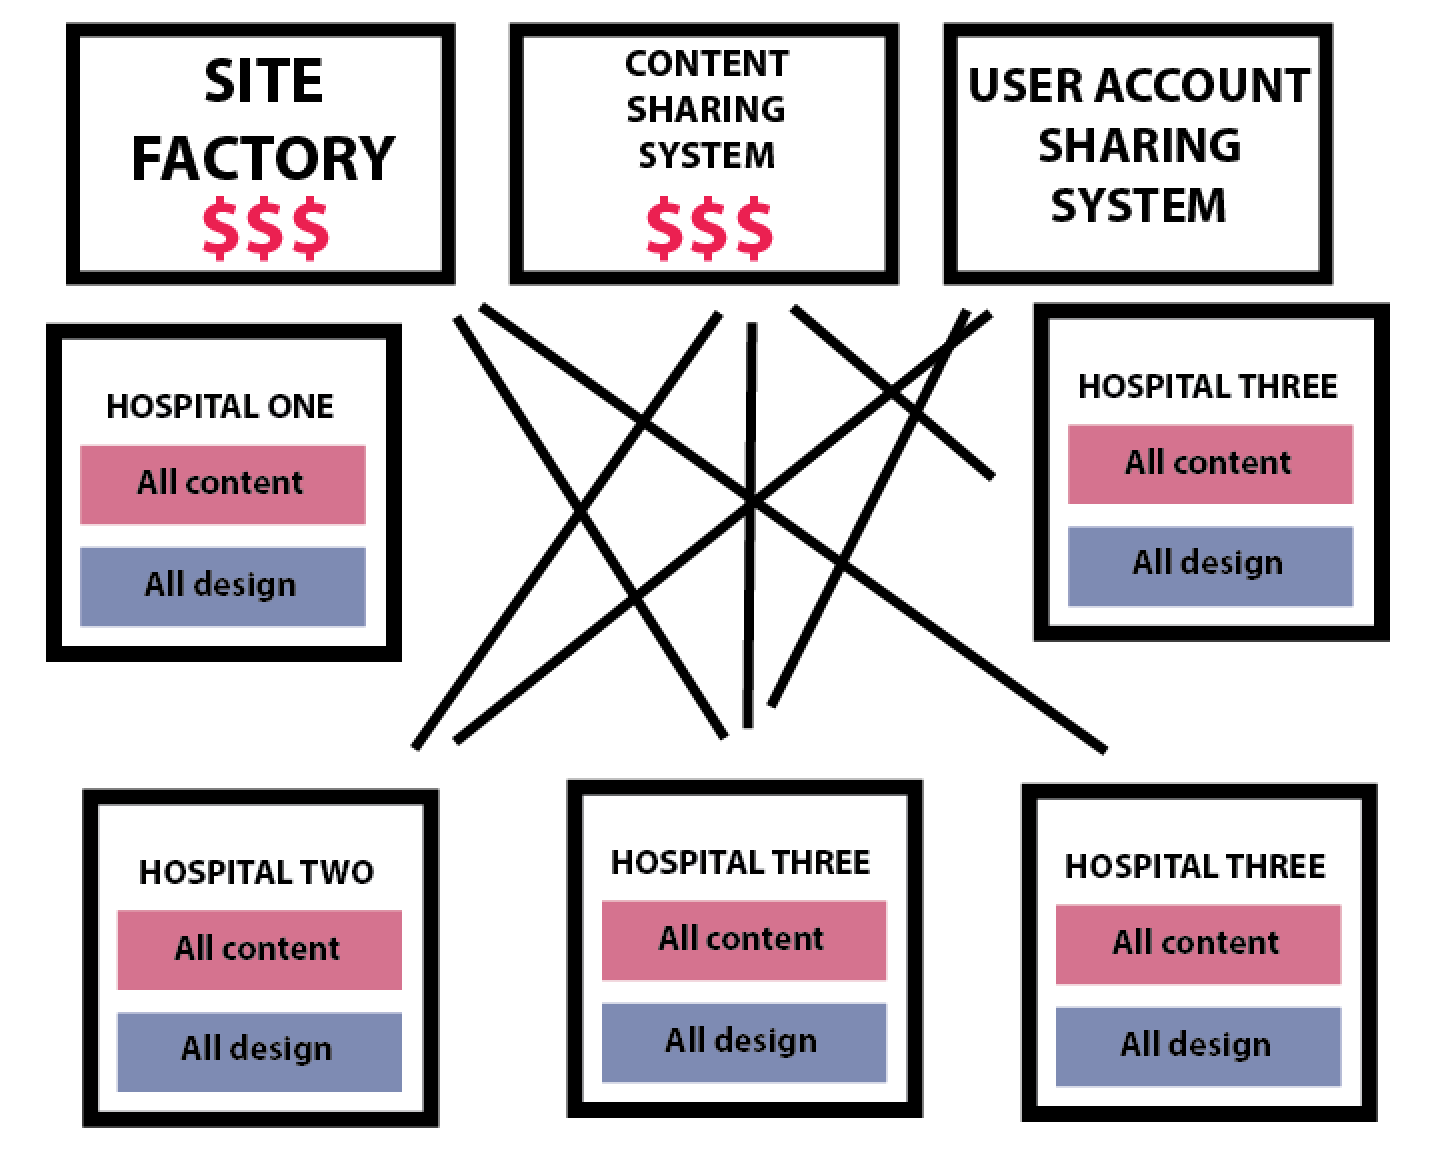 SITE
FACTORY
$$$
CONTENT
SHARING
SYSTEM
$$$
USER ACCOUNT
SHARING
SYSTEM
HOSPITAL ONE
All content
All design
HOSPITAL THREE
All content
All design
HOSPITAL TWO
All content
All design
HOSPITAL THREE
All content
All design
HOSPITAL THREE
All content
All design